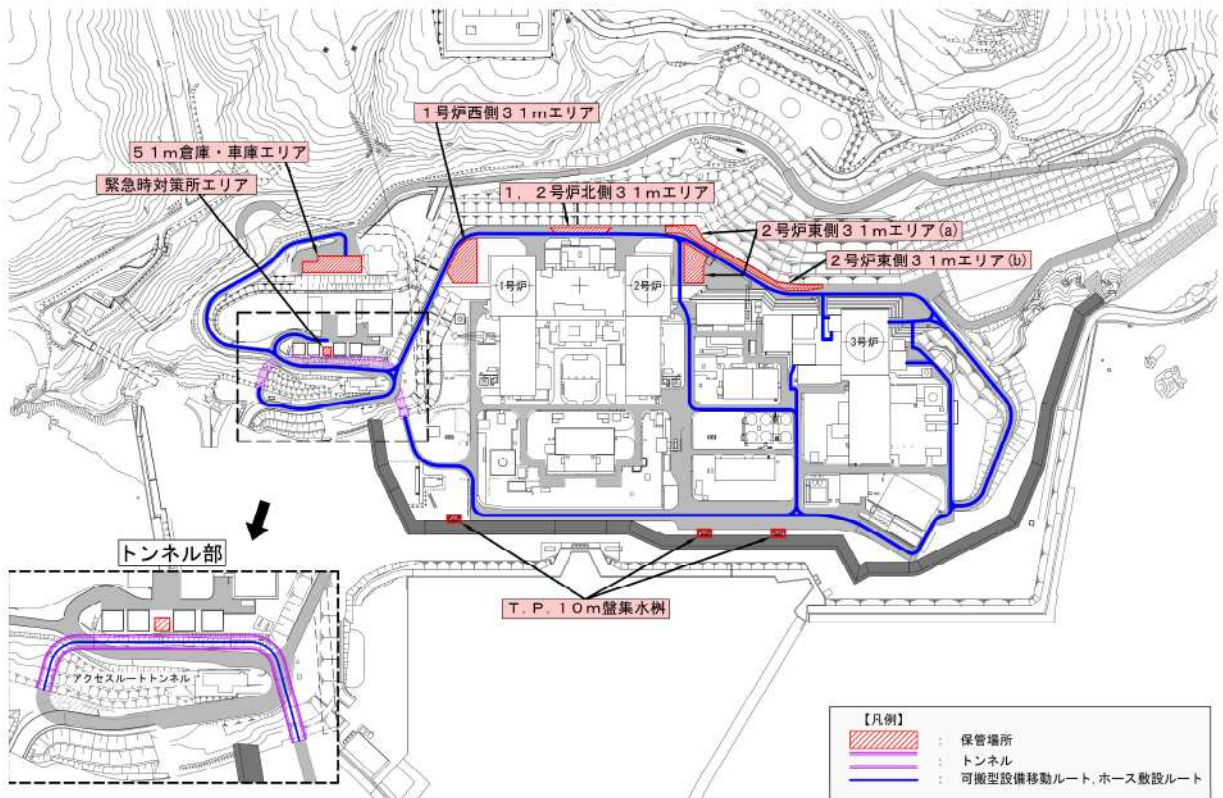 1号炉西側31mエリア
51m倉庫・車庫エリア
緊急時対策所エリア
1,2号炉北側31mエリア
2号炉東側31mエリア(a)
2号炉東側31mエリア(b)
1号炉
2号炉
3号炉
トンネル部
T.P.10m盤集水桝
アクセスルートトンネル
【凡例】
: 保管場所
: トンネル
: 可搬型設備移動ルート,ホース敷設ルート